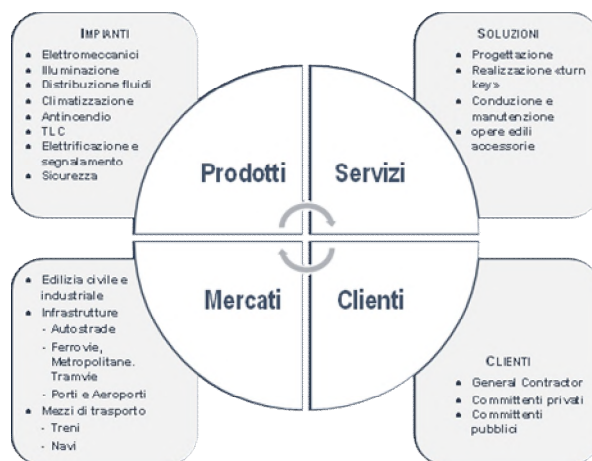 IMPIANTI
Elettromeccanici
Illuminazione
Distribuzione fluidi
Climatizzazione
Antincendio
TLC
Elettrificazione e
segnalamento
Sicurezza
SOLUZIONI
Progettazione
Realizzazione «turn
key»
Conduzione e
manutenzione
opere edili
accessorie
Prodotti
Servizi
Mercati
Clienti
Edilizia civile e
industriale
Infrastrutture
- Autostrade
- Ferrovie,
Metropolitane.
Tramvie
- Porti e Aeroporti
Mezzi di trasporto
- Treni
- Navi
CLIENTI
General Contractor
Committenti privati
Committenti
pubblici